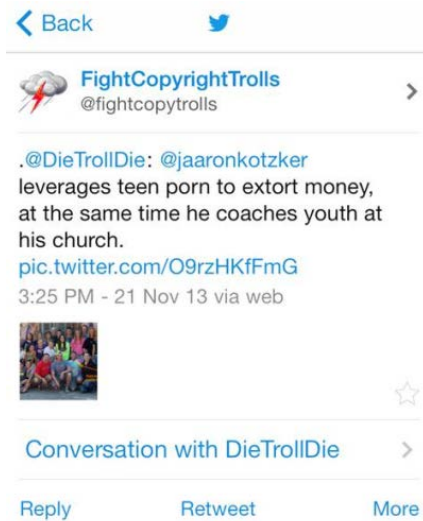 Back
FightCopyrightTrolls
@fightcopytrolls
.@DieTrollDie: @jaaronkotzker
leverages teen porn to extort money,
at the same time he coaches youth at
his church.
pic.twitter.com/O9rzHKfFmG
3:25 PM - 21 Nov 13 via web
Conversation with DieTrollDie
Reply Retweet More